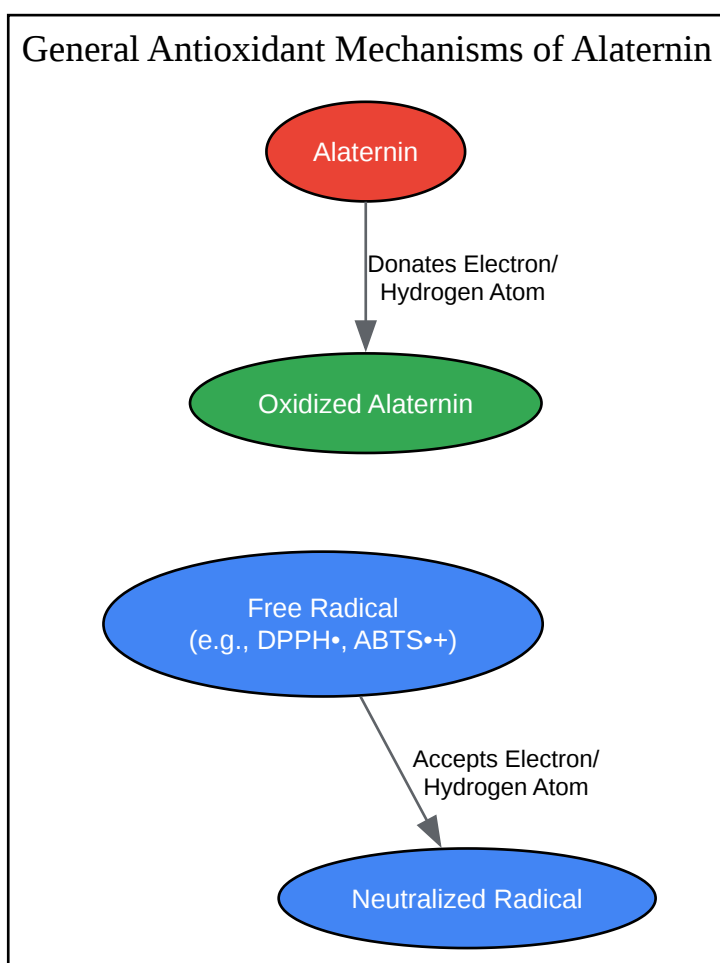 General Antioxidant Mechanisms of Alaternin
Alaternin
Donates Electron/
Hydrogen Atom
Oxidized Alaternin
Free Radical
(e.g., DPPH•, ABTS•+)
Accepts Electron/
Hydrogen Atom
Neutralized Radical